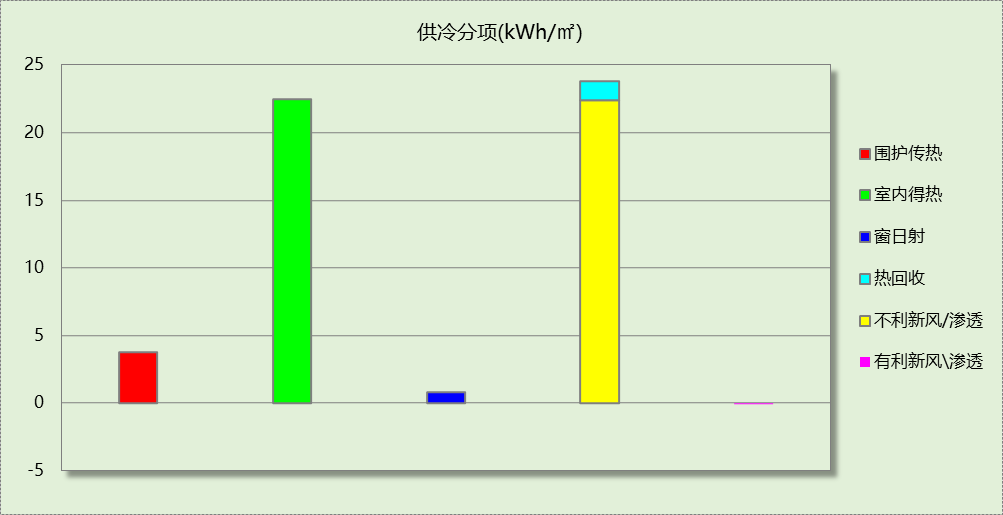 供冷分项(kWh/㎡)
25
20
15
10
5
0
-5
围护传热
室内得热
窗日射
热回收
不利新风/渗透
有利新风\渗透